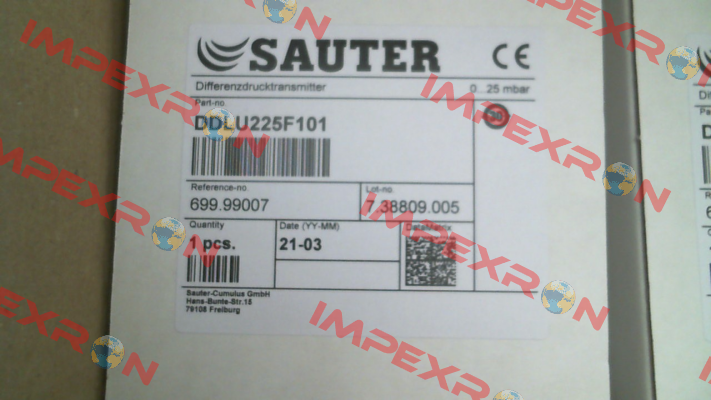 SAUTER CE
Differenzdrucktransmitter 0...25 mbar
Part-no.
DDLU225F101
30
Reference-no. Lot-no.
699.99007 7.38809.005
Quantity Date (YY-MM) DataMatrix
1 pcs. 21-03
Sauter-Cumulus GmbH
Hans-Bunte-Str.15
79108 Freiburg
IMPEXRON
IMPEXRON
IMPEXRON
IMPEXRON
IMPEXRON